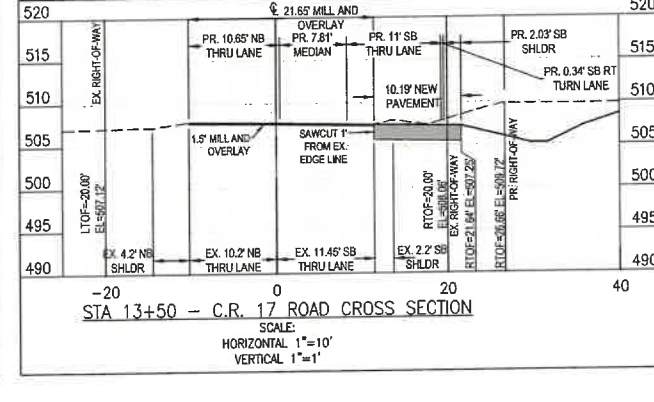 520
℄ 21.65' MILL AND
OVERLAY
520
PR. 10.65' NB
THRU LANE
PR. 7.81'
MEDIAN
PR. 11' SB
THRU LANE
PR. 2.03' SB
SHLDR
515
515
EX. RIGHT-OF-WAY
PR. 0.34' SB RT
TURN LANE
10.19' NEW
PAVEMENT
510
510
505
505
1.5" MILL AND
OVERLAY
SAWCUT 1'
FROM EX.
EDGE LINE
500
500
LTOF=-20.00'
EL=507.12'
RTOF=20.00'
EL=508.06'
EX. RIGHT-OF-WAY
RTOF=21.64' EL=507.25'
RTOF=26.66' EL=509.72'
PR. RIGHT-OF-WAY
495
495
EX. 4.2' NB
SHLDR
EX. 10.2' NB
THRU LANE
EX. 11.45' SB
THRU LANE
EX. 2.2' SB
SHLDR
490
490
-20
0
20
40
STA 13+50 - C.R. 17 ROAD CROSS SECTION
SCALE:
HORIZONTAL 1"=10'
VERTICAL 1"=1'